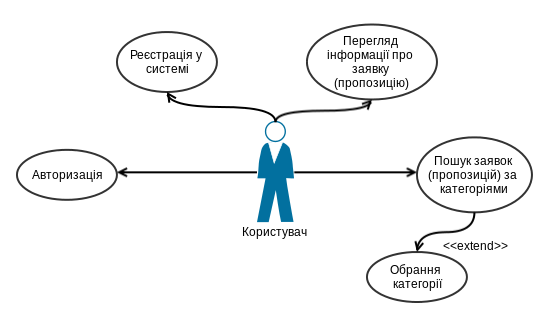 Реєстрація у
системі
Перегляд
інформації про
заявку
(пропозицію)
Авторизація
Пошук заявок
(пропозицій) за
категоріями
Користувач
<<extend>>
Обрання
категорії